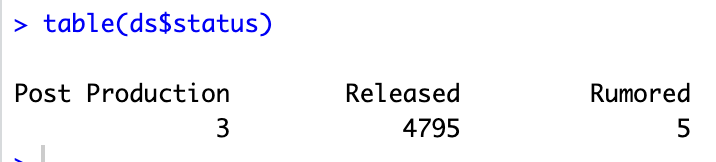 > table(ds$status)
Post Production Released Rumored
3 4795 5
>